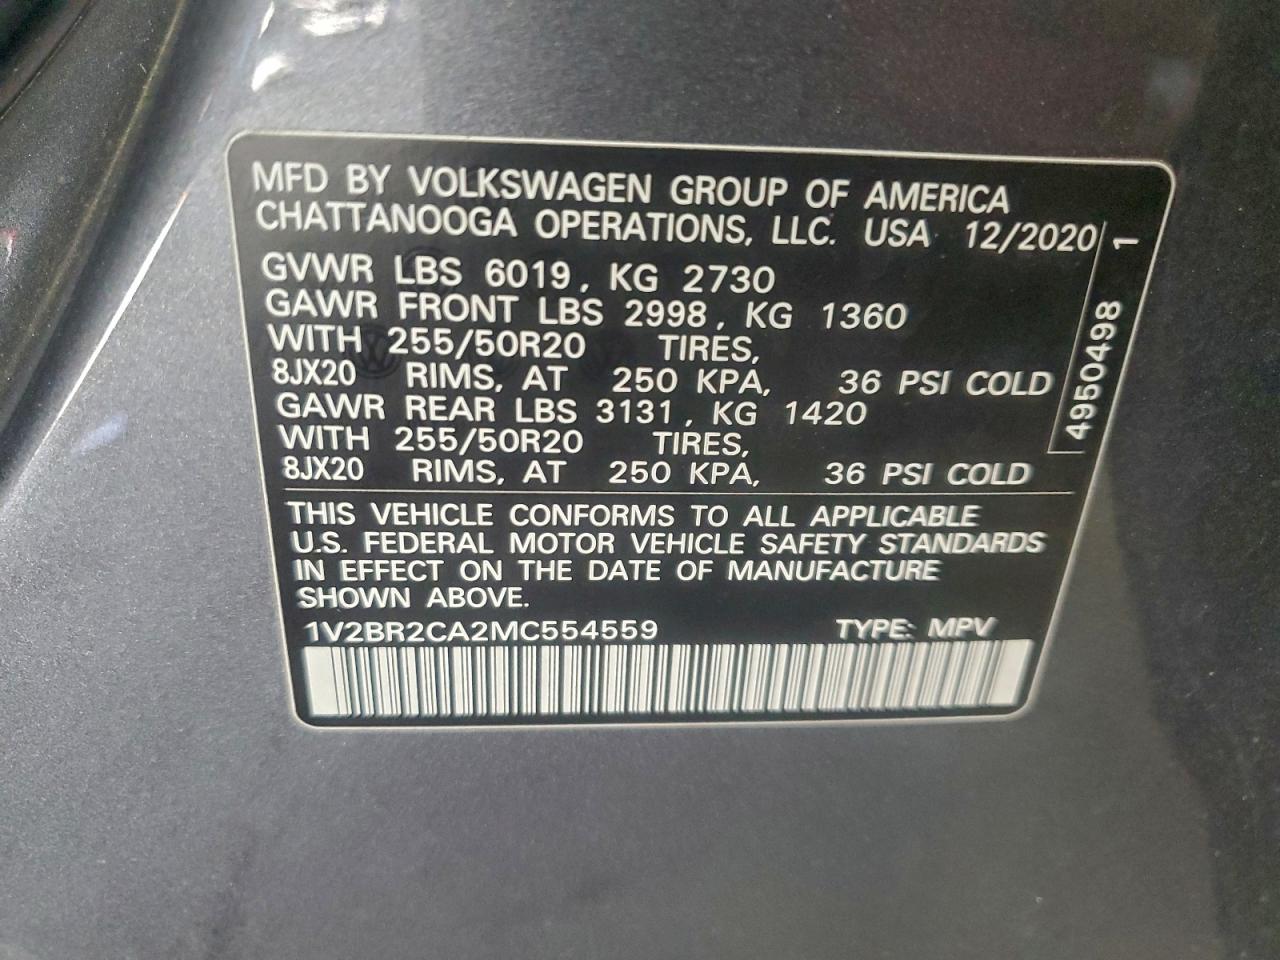 MFD BY VOLKSWAGEN GROUP OF AMERICA
CHATTANOOGA OPERATIONS, LLC. USA 12/2020
GVWR LBS 6019, KG 2730
GAWR FRONT LBS 2998, KG 1360
WITH 255/50R20 TIRES,
8JX20 RIMS, AT 250 KPA, 36 PSI COLD
GAWR REAR LBS 3131, KG 1420
WITH 255/50R20 TIRES,
8JX20 RIMS, AT 250 KPA, 36 PSI COLD
THIS VEHICLE CONFORMS TO ALL APPLICABLE
U.S. FEDERAL MOTOR VEHICLE SAFETY STANDARDS
IN EFFECT ON THE DATE OF MANUFACTURE
SHOWN ABOVE.
1V2BR2CA2MC554559 TYPE: MPV
4950498 1